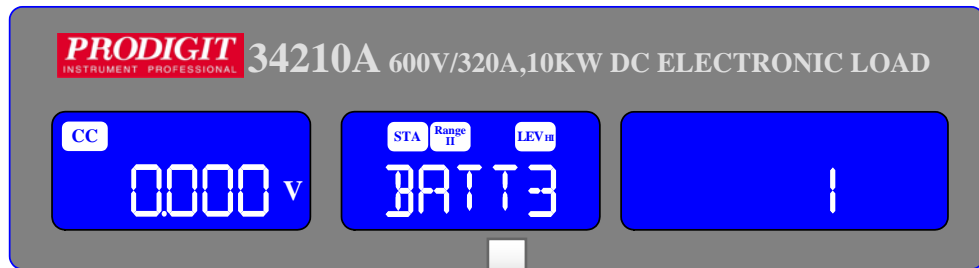 PRODIGIT
INSTRUMENT PROFESSIONAL
34210A 600V/320A,10KW DC ELECTRONIC LOAD
CC
0.000 V
STA Range II LEV HI
BATT3
1